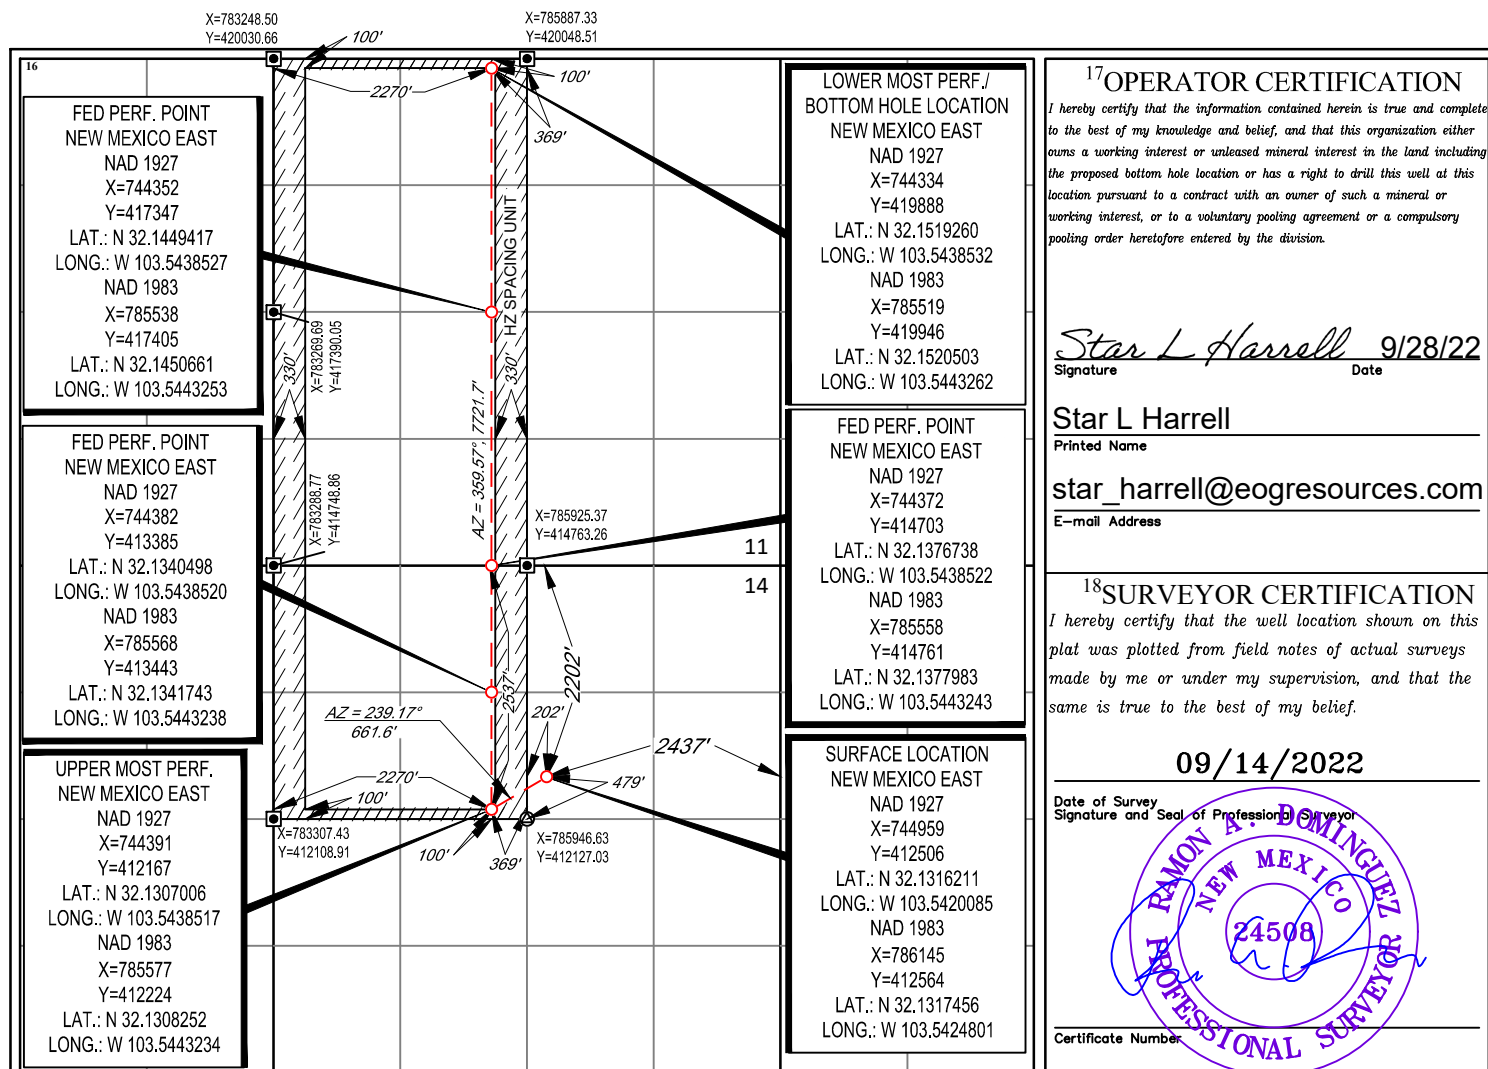 X=783248.50
Y=420030.66
X=785887.33
Y=420048.51
100'
16
2270'
100'
369'
FED PERF. POINT
NEW MEXICO EAST
NAD 1927
X=744352
Y=417347
LAT.: N 32.1449417
LONG.: W 103.5438527
NAD 1983
X=785538
Y=417405
LAT.: N 32.1450661
LONG.: W 103.5443253
FED PERF. POINT
NEW MEXICO EAST
NAD 1927
X=744382
Y=413385
LAT.: N 32.1340498
LONG.: W 103.5438520
NAD 1983
X=785568
Y=413443
LAT.: N 32.1341743
LONG.: W 103.5443238
UPPER MOST PERF.
NEW MEXICO EAST
NAD 1927
X=744391
Y=412167
LAT.: N 32.1307006
LONG.: W 103.5438517
NAD 1983
X=785577
Y=412224
LAT.: N 32.1308252
LONG.: W 103.5443234
HZ SPACING UNIT
330'
X=783269.69
Y=417390.05
330'
AZ = 359.57°, 7721.7'
X=783288.77
Y=414748.86
X=785925.37
Y=414763.26
11
14
2537'
2202'
AZ = 239.17°
661.6'
202'
2437'
479'
2270'
100'
X=783307.43
Y=412108.91
100'
369'
X=785946.63
Y=412127.03
LOWER MOST PERF./
BOTTOM HOLE LOCATION
NEW MEXICO EAST
NAD 1927
X=744334
Y=419888
LAT.: N 32.1519260
LONG.: W 103.5438532
NAD 1983
X=785519
Y=419946
LAT.: N 32.1520503
LONG.: W 103.5443262
FED PERF. POINT
NEW MEXICO EAST
NAD 1927
X=744372
Y=414703
LAT.: N 32.1376738
LONG.: W 103.5438522
NAD 1983
X=785558
Y=414761
LAT.: N 32.1377983
LONG.: W 103.5443243
SURFACE LOCATION
NEW MEXICO EAST
NAD 1927
X=744959
Y=412506
LAT.: N 32.1316211
LONG.: W 103.5420085
NAD 1983
X=786145
Y=412564
LAT.: N 32.1317456
LONG.: W 103.5424801
17OPERATOR CERTIFICATION
I hereby certify that the information contained herein is true and complete
to the best of my knowledge and belief, and that this organization either
owns a working interest or unleased mineral interest in the land including
the proposed bottom hole location or has a right to drill this well at this
location pursuant to a contract with an owner of such a mineral or
working interest, or to a voluntary pooling agreement or a compulsory
pooling order heretofore entered by the division.
Star L Harrell 9/28/22
Signature Date
Star L Harrell
Printed Name
star_harrell@eogresources.com
E-mail Address
18SURVEYOR CERTIFICATION
I hereby certify that the well location shown on this
plat was plotted from field notes of actual surveys
made by me or under my supervision, and that the
same is true to the best of my belief.
09/14/2022
Date of Survey
Signature and Seal of Professional Surveyor
RAMON A. DOMINGUEZ
NEW MEXICO
24508
PROFESSIONAL SURVEYOR
Certificate Number